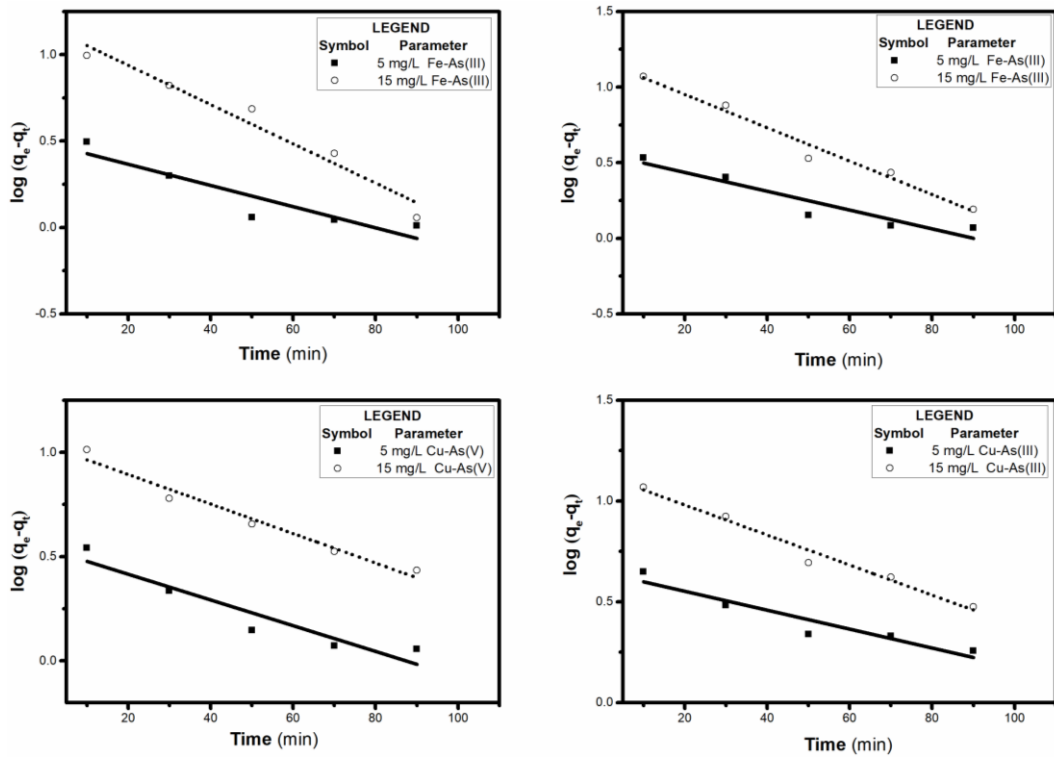 LEGEND
Symbol Parameter
■ 5 mg/L Fe-As(III)
○ 15 mg/L Fe-As(III)
log (qe-qt)
1.0
0.5
0.0
-0.5
20 40 60 80 100
Time (min)
LEGEND
Symbol Parameter
■ 5 mg/L Fe-As(III)
○ 15 mg/L Fe-As(III)
log (qe-qt)
1.5
1.0
0.5
0.0
-0.5
20 40 60 80 100
Time (min)
LEGEND
Symbol Parameter
■ 5 mg/L Cu-As(V)
○ 15 mg/L Cu-As(V)
log (qe-qt)
1.0
0.5
0.0
20 40 60 80 100
Time (min)
LEGEND
Symbol Parameter
■ 5 mg/L Cu-As(III)
○ 15 mg/L Cu-As(III)
log (qe-qt)
1.5
1.0
0.5
0.0
20 40 60 80 100
Time (min)